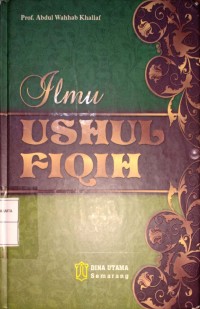 Prof. Abdul Wahhab Khallaf
Ilmu
USHUL
FIQIH
DINA UTAMA
Semarang